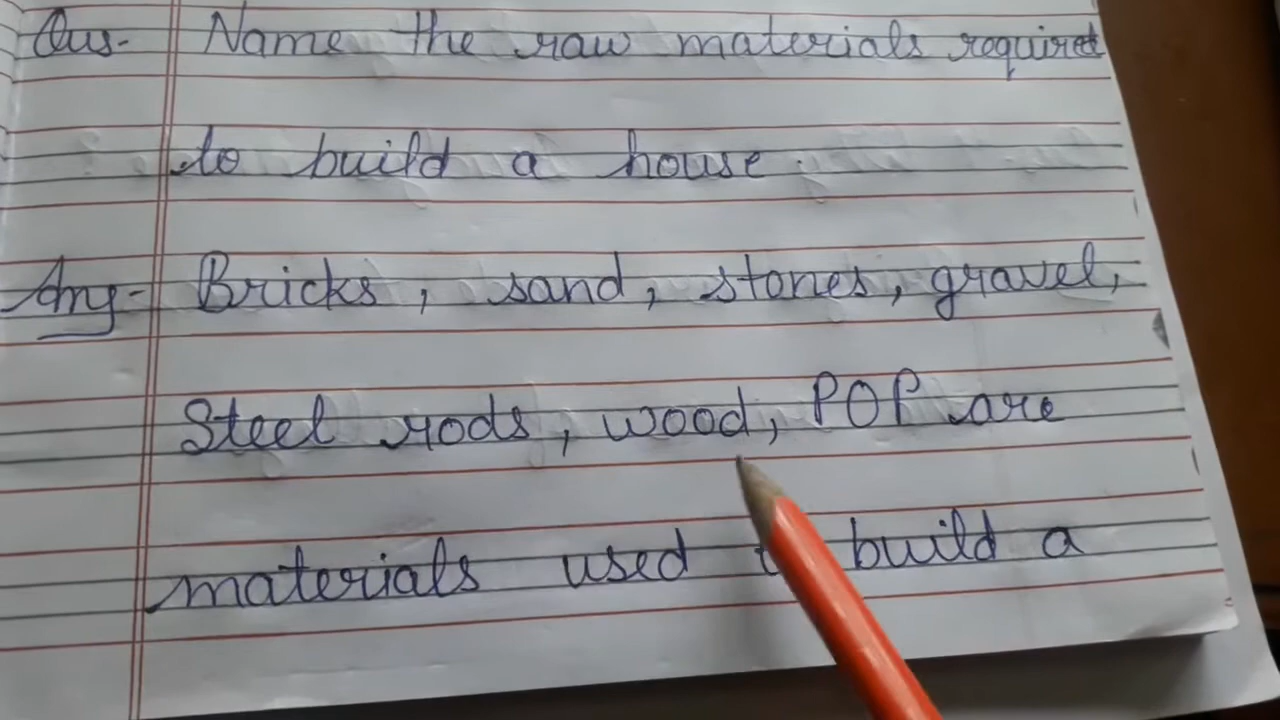 Qus- Name the raw materials required
to build a house.
Ans- Bricks, sand, stones, gravel,
Steel rods, wood, POP are
materials used build a